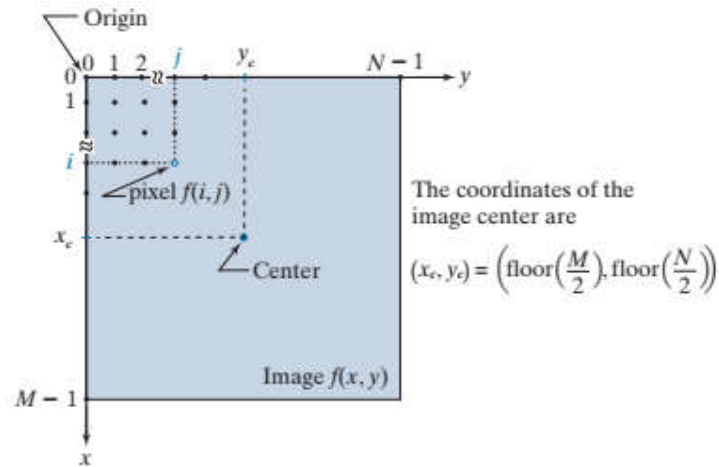 Origin
0 1 2 j y_c N − 1
0 y
1
i
pixel f(i, j)
The coordinates of the
image center are
x_c
Center
(x_c, y_c) = (floor(M/2), floor(N/2))
Image f(x, y)
M − 1
x